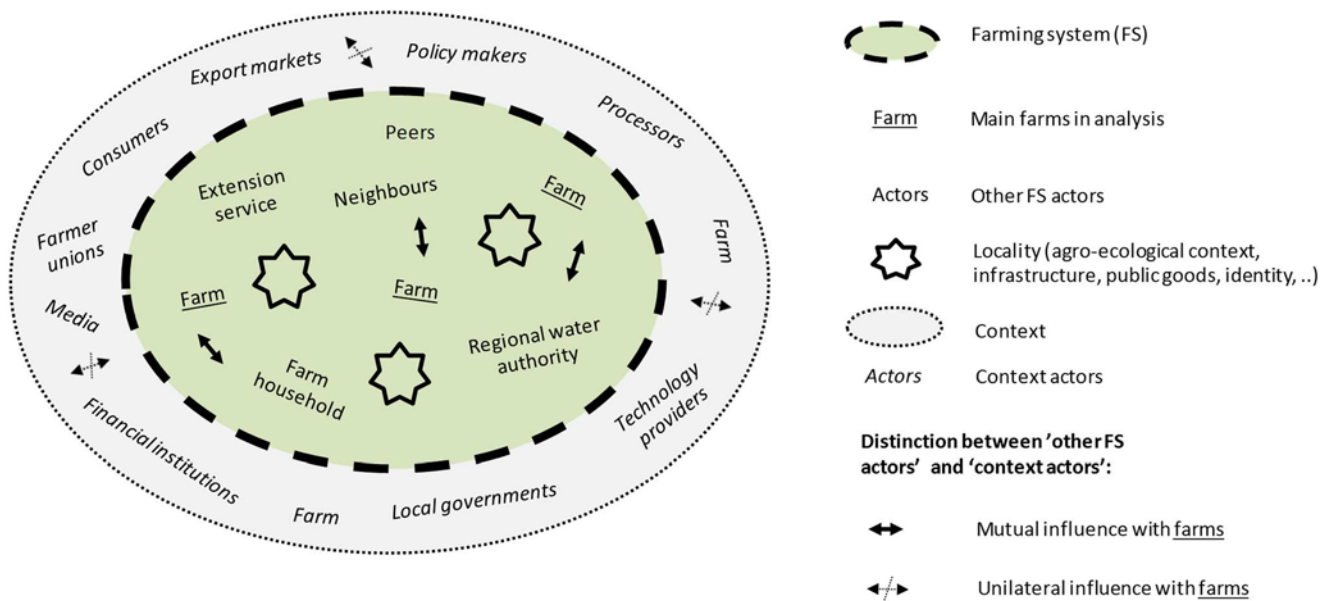 Export markets
Policy makers
Consumers
Processors
Peers
Extension
service
Neighbours
Farm
Farmer
unions
Farm
Farm
Farm
Media
Regional water
authority
Farm
household
Technology
providers
Financial institutions
Farm
Local governments
Farming system (FS)
Farm
Main farms in analysis
Actors
Other FS actors
Locality (agro-ecological context,
infrastructure, public goods, identity, ..)
Context
Actors
Context actors
Distinction between 'other FS
actors' and 'context actors':
Mutual influence with farms
Unilateral influence with farms